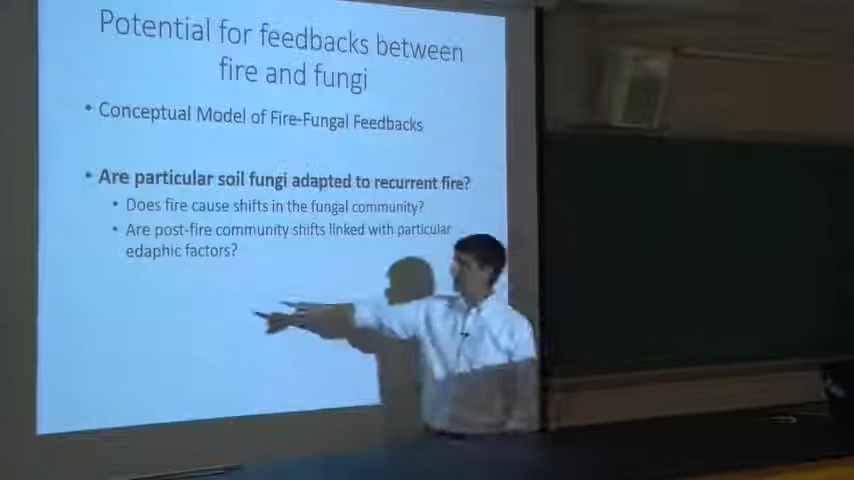 Potential for feedbacks between
fire and fungi
• Conceptual Model of Fire-Fungal Feedbacks
• Are particular soil fungi adapted to recurrent fire?
• Does fire cause shifts in the fungal community?
• Are post-fire community shifts linked with particular
edaphic factors?